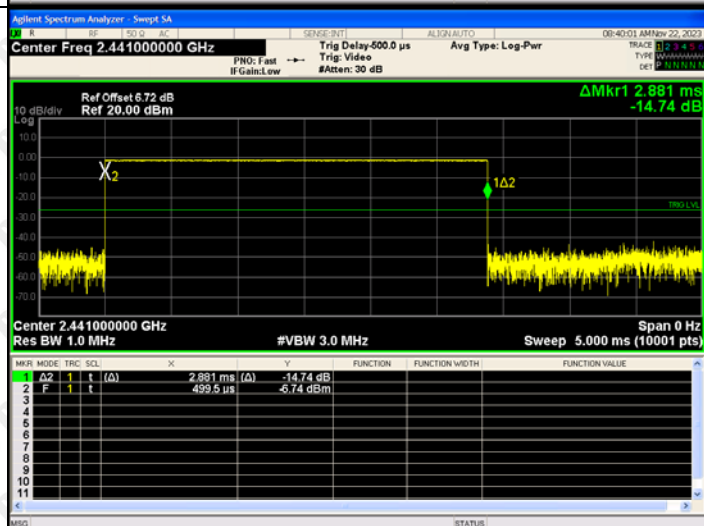 Agilent Spectrum Analyzer - Swept SA
R RF 50 Ω AC SENSE:INT ALIGN AUTO 08:40:01 AM Nov 22, 2023
Center Freq 2.441000000 GHz
PNO: Fast
IFGain:Low
Trig Delay-500.0 µs
Trig: Video
#Atten: 30 dB
Avg Type: Log-Pwr
TRACE 1 2 3 4 5 6
TYPE
DET P N N N N N
ΔMkr1 2.881 ms
-14.74 dB
Ref Offset 6.72 dB
10 dB/div Ref 20.00 dBm
Log
10.0
0.00
-10.0
-20.0
-30.0
-40.0
-50.0
-60.0
-70.0
2
1Δ2
TRIG LVL
Center 2.441000000 GHz Span 0 Hz
Res BW 1.0 MHz #VBW 3.0 MHz Sweep 5.000 ms (10001 pts)
MKR MODE TRC SCL X Y FUNCTION FUNCTION WIDTH FUNCTION VALUE
1 Δ2 1 t (Δ) 2.881 ms (Δ) -14.74 dB
2 F 1 t 499.5 µs -6.74 dBm
3
4
5
6
7
8
9
10
11
MSG STATUS